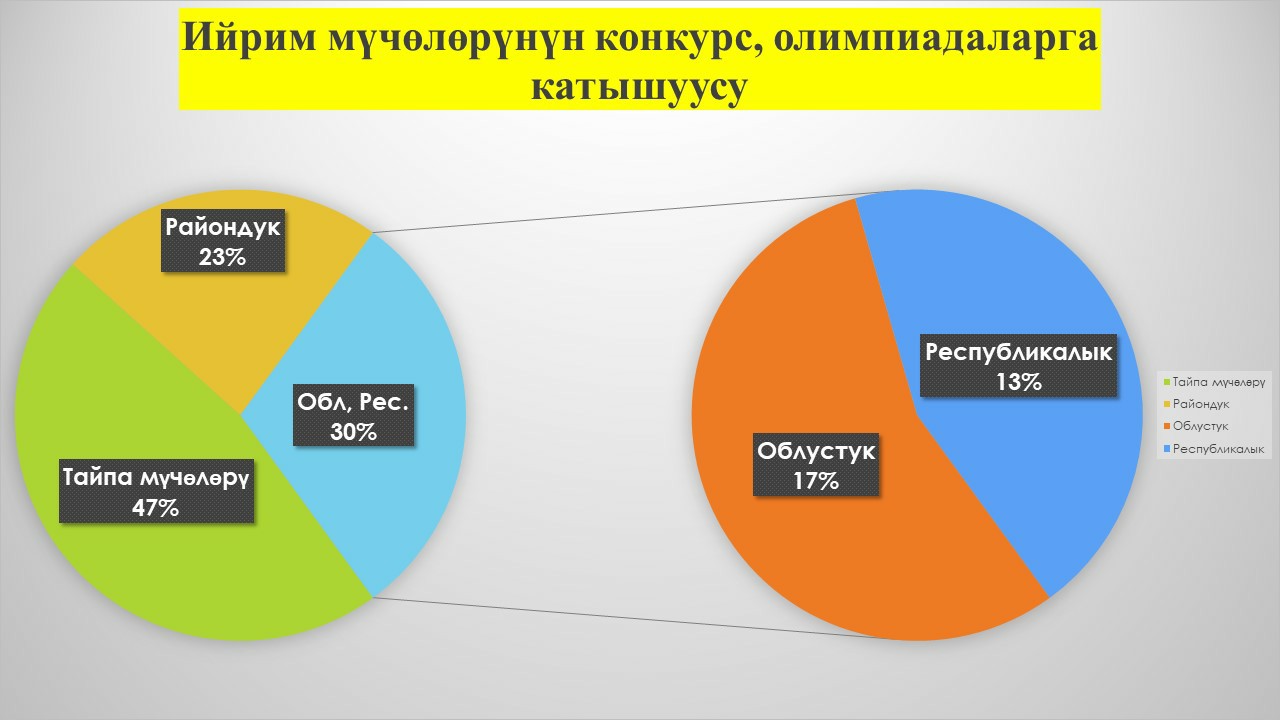 Ийрим мүчөлөрүнүн конкурс, олимпиадаларга
катышуусу
Райондук
23%
Обл, Рес.
30%
Тайпа мүчөлөрү
47%
Республикалык
13%
Облустук
17%
Тайпа мүчөлөрү
Райондук
Облустук
Республикалык